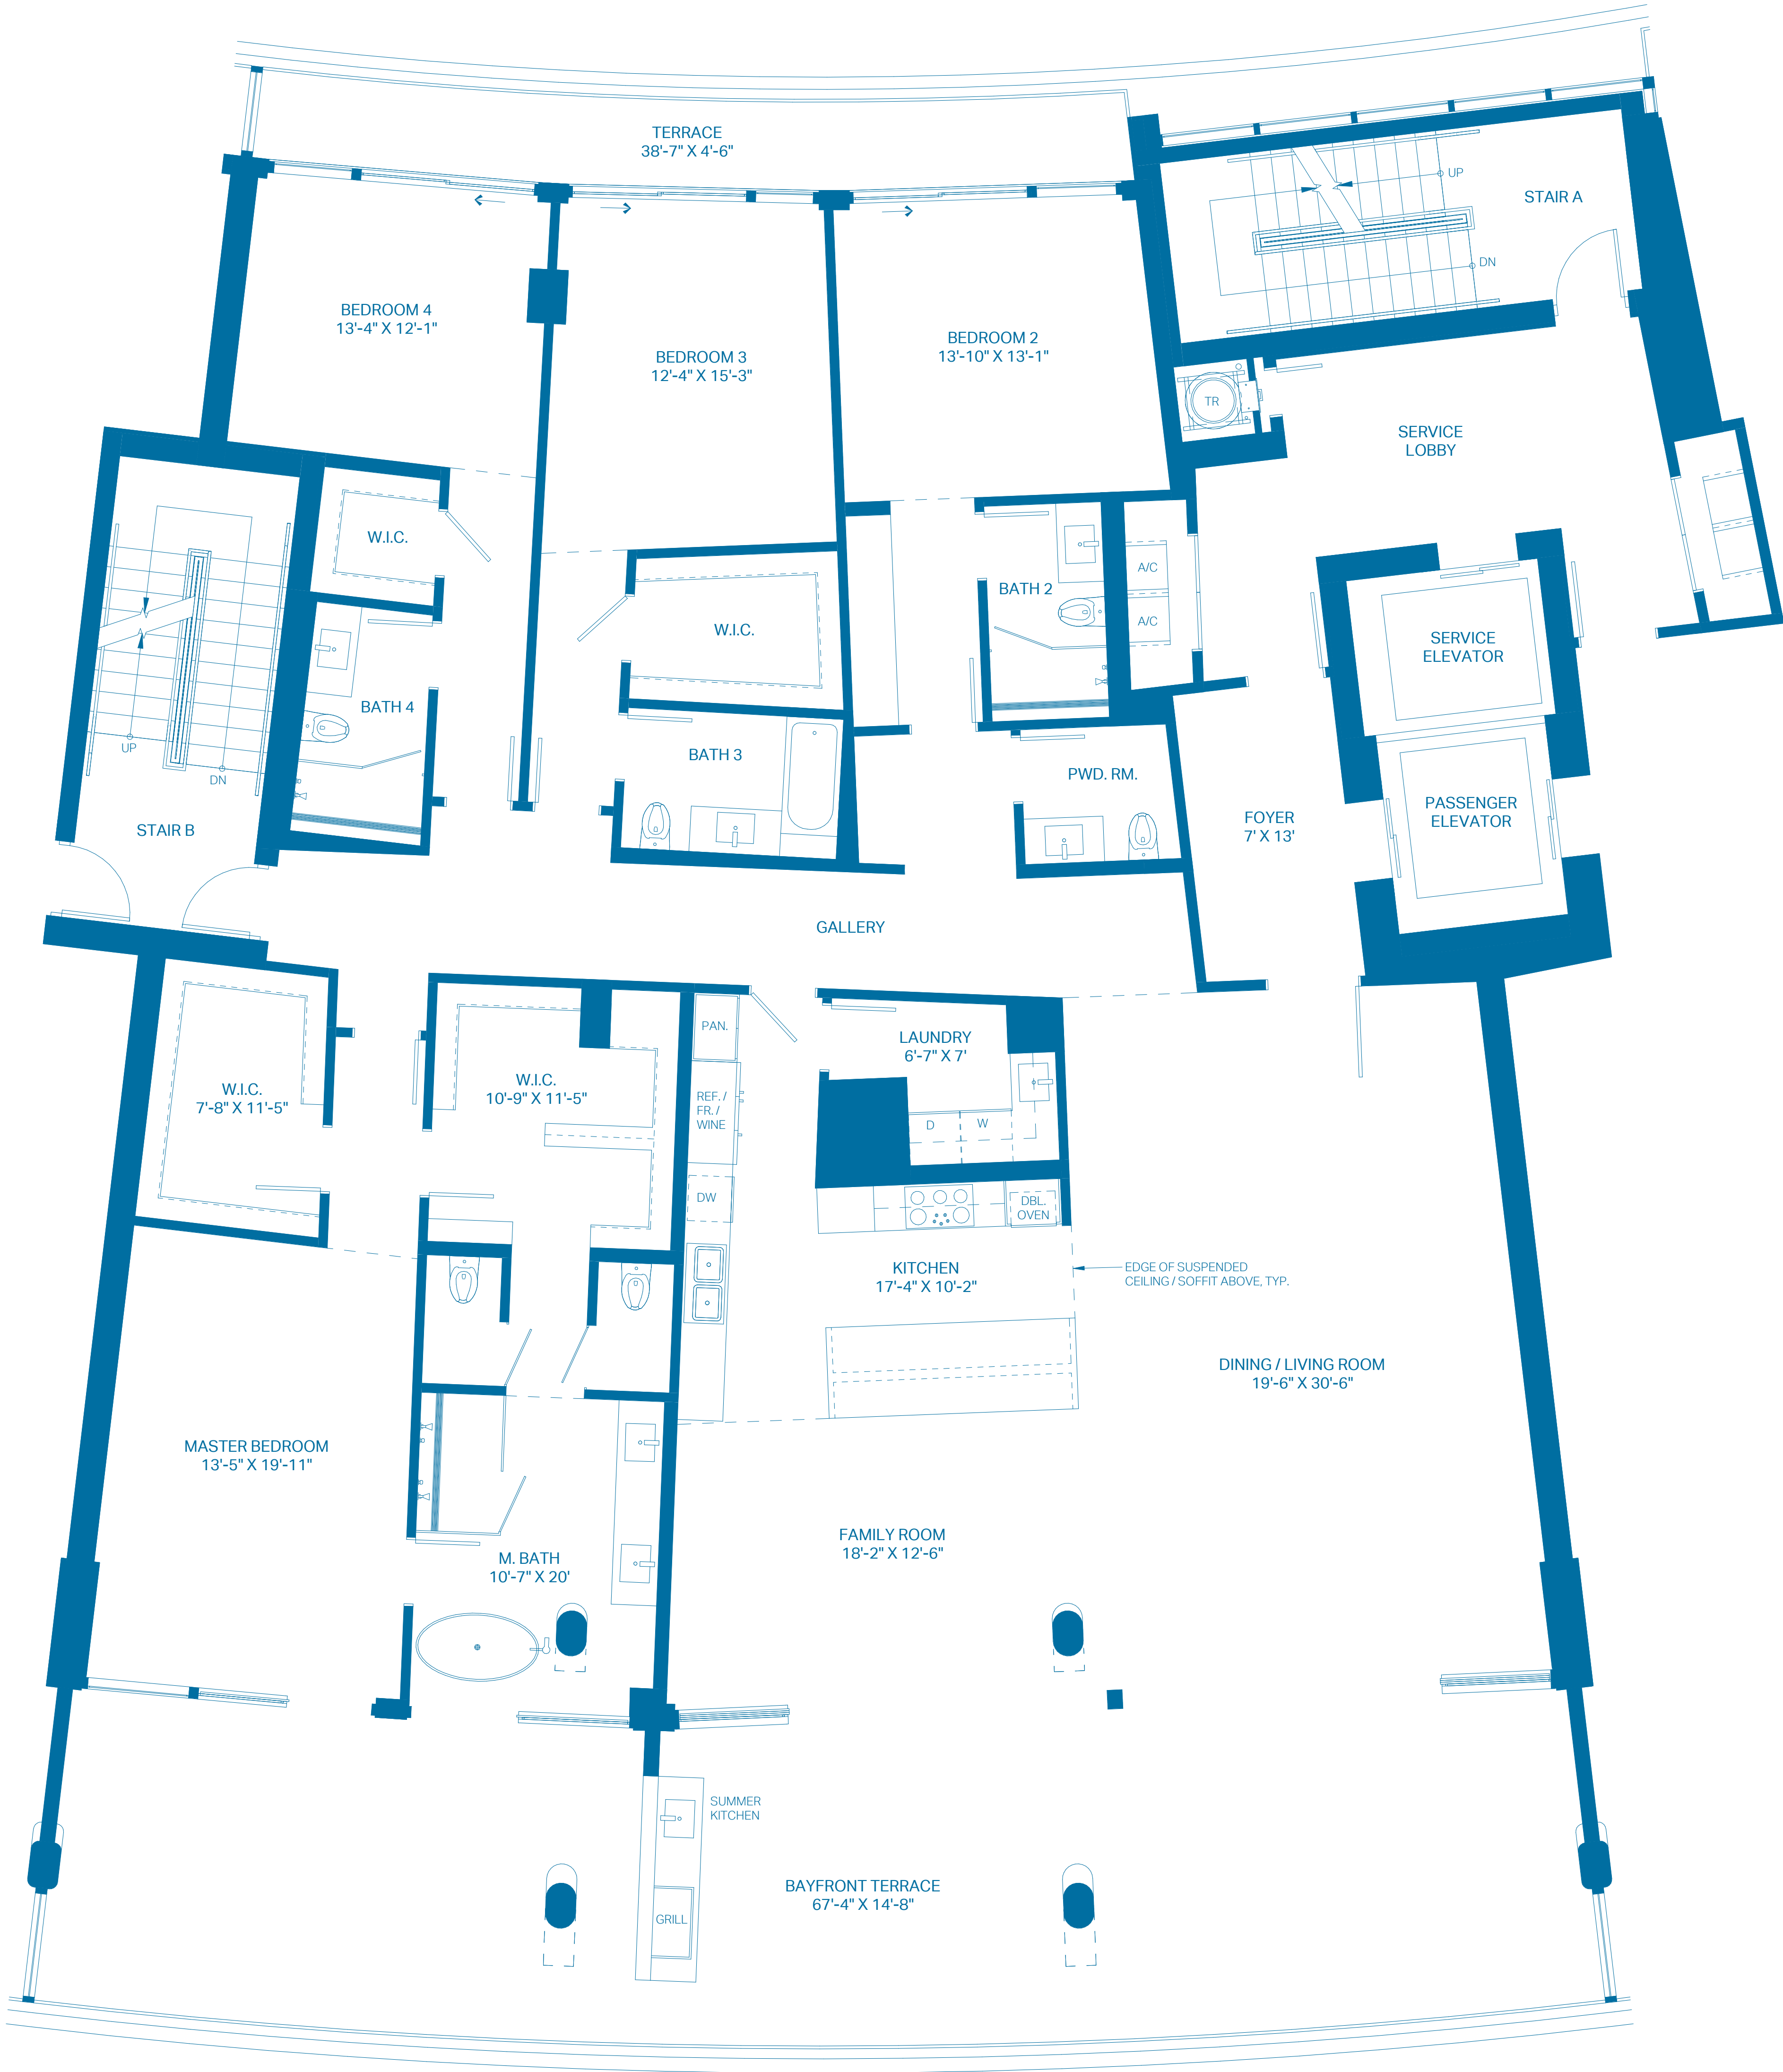 TERRACE
38'-7" X 4'-6"
UP
STAIR A
DN
BEDROOM 4
13'-4" X 12'-1"
BEDROOM 3
12'-4" X 15'-3"
BEDROOM 2
13'-10" X 13'-1"
TR
SERVICE
LOBBY
W.I.C.
A/C
BATH 2
A/C
W.I.C.
SERVICE
ELEVATOR
BATH 4
UP
DN
BATH 3
PWD. RM.
STAIR B
FOYER
7' X 13'
PASSENGER
ELEVATOR
GALLERY
PAN.
LAUNDRY
6'-7" X 7'
W.I.C.
7'-8" X 11'-5"
W.I.C.
10'-9" X 11'-5"
REF. /
FR. /
WINE
D
W
DW
DBL.
OVEN
KITCHEN
17'-4" X 10'-2"
EDGE OF SUSPENDED
CEILING / SOFFIT ABOVE, TYP.
DINING / LIVING ROOM
19'-6" X 30'-6"
MASTER BEDROOM
13'-5" X 19'-11"
FAMILY ROOM
18'-2" X 12'-6"
M. BATH
10'-7" X 20'
SUMMER
KITCHEN
BAYFRONT TERRACE
67'-4" X 14'-8"
GRILL